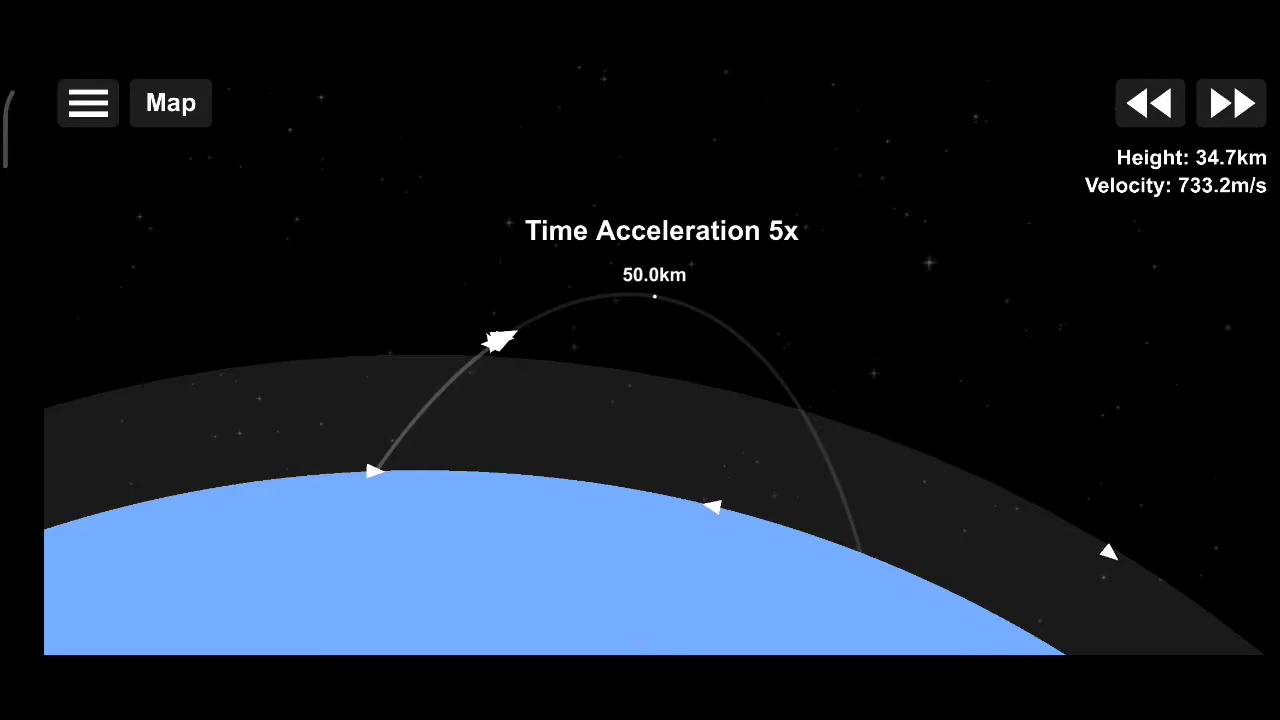 Map
Height: 34.7km
Velocity: 733.2m/s
Time Acceleration 5x
50.0km